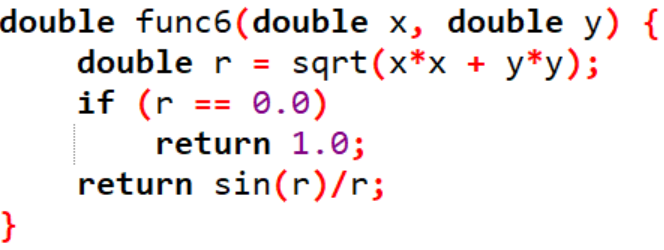 double func6(double x, double y) {
    double r = sqrt(x*x + y*y);
    if (r == 0.0)
        return 1.0;
    return sin(r)/r;
}